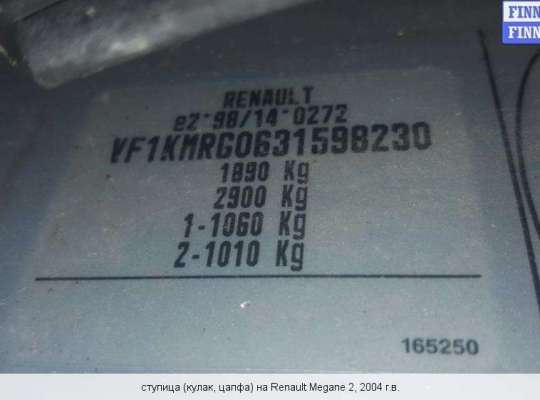 FINN
FINN
RENAULT
e2*98/14*0272
VF1KMRG0631598230
1890 Kg
2900 Kg
1-1060 Kg
2-1010 Kg
165250
ступица (кулак, цапфа) на Renault Megane 2, 2004 г.в.